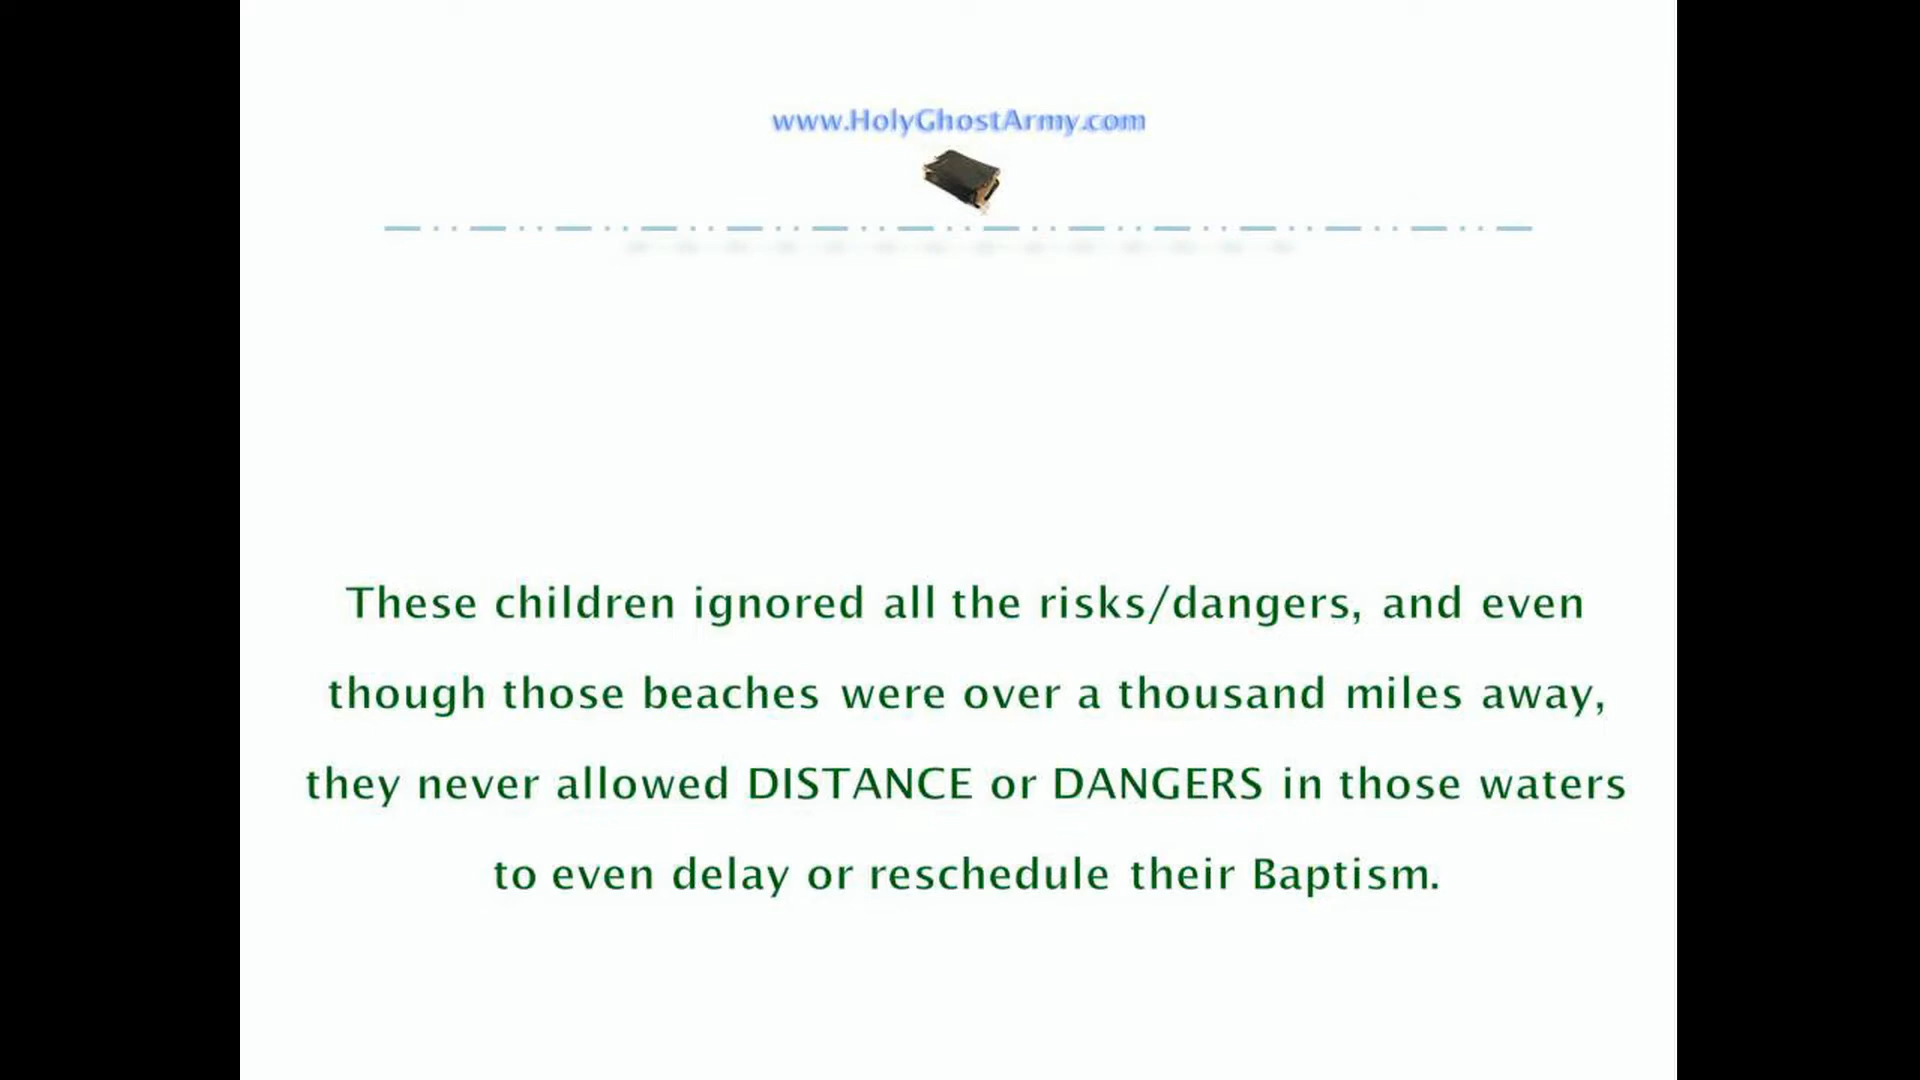 www.HolyGhostArmy.com
These children ignored all the risks/dangers, and even
though those beaches were over a thousand miles away,
they never allowed DISTANCE or DANGERS in those waters
to even delay or reschedule their Baptism.